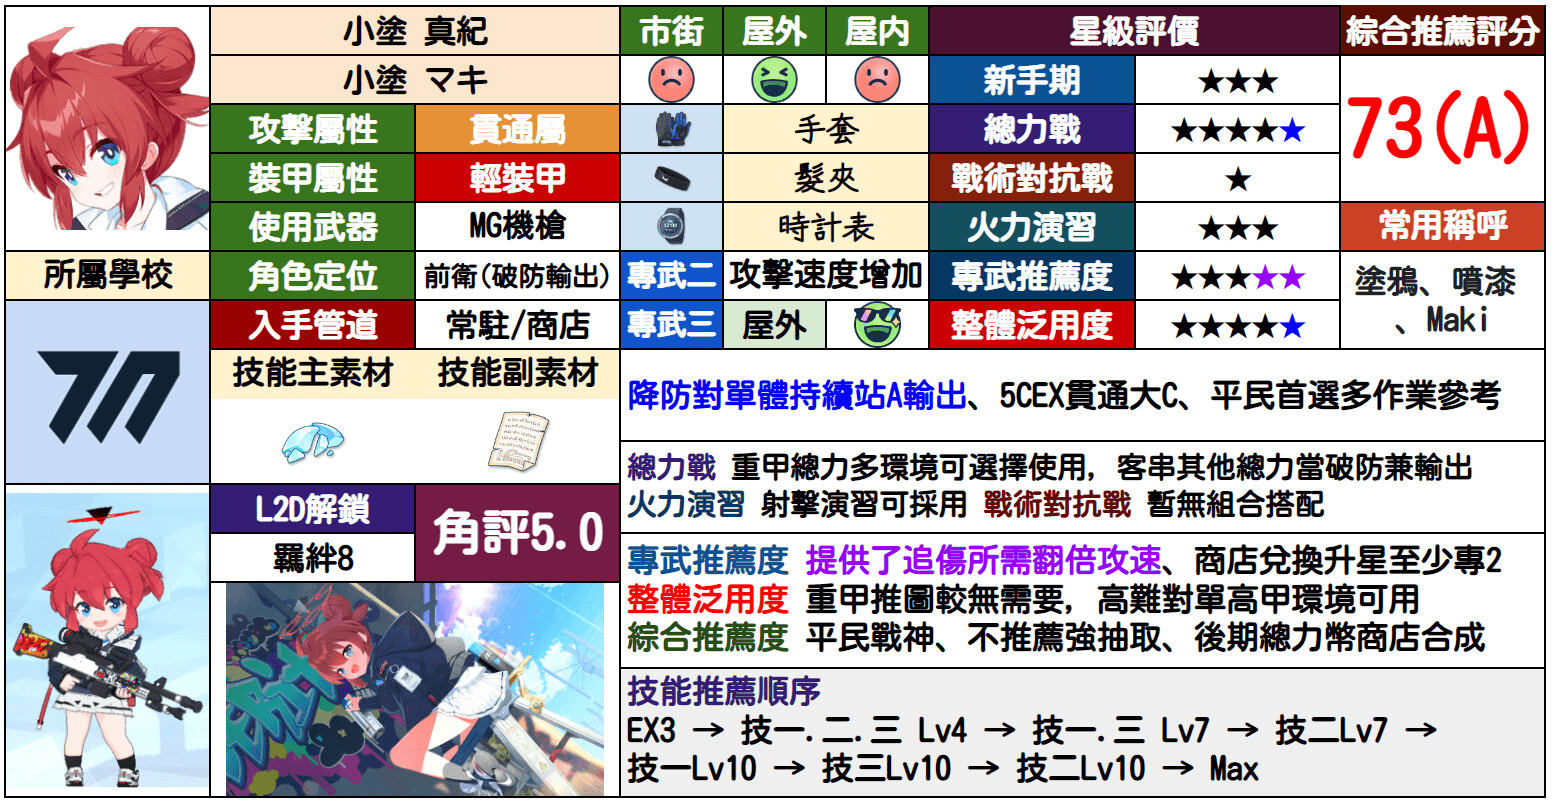 小塗 真紀
小塗 マキ
攻擊屬性 貫通屬
裝甲屬性 輕裝甲
使用武器 MG機槍
所屬學校
角色定位 前衛(破防輸出)
入手管道 常駐/商店
技能主素材 技能副素材
L2D解鎖
羈絆8
角評5.0
市街 屋外 屋内
手套
髮夾
時計表
專武二 攻擊速度增加
專武三 屋外
星級評價
新手期 ★★★
總力戰 ★★★★★
戰術對抗戰 ★
火力演習 ★★★
專武推薦度 ★★★★★
整體泛用度 ★★★★★
綜合推薦評分
73(A)
常用稱呼
塗鴉、噴漆
、Maki
降防對單體持續站A輸出、5CEX貫通大C、平民首選多作業參考
總力戰 重甲總力多環境可選擇使用, 客串其他總力當破防兼輸出
火力演習 射擊演習可採用 戰術對抗戰 暫無組合搭配
專武推薦度 提供了追傷所需翻倍攻速、商店兌換升星至少專2
整體泛用度 重甲推圖較無需要, 高難對單高甲環境可用
綜合推薦度 平民戰神、不推薦強抽取、後期總力幣商店合成
技能推薦順序
EX3 → 技一.二.三 Lv4 → 技一.三 Lv7 → 技二Lv7 →
技一Lv10 → 技三Lv10 → 技二Lv10 → Max